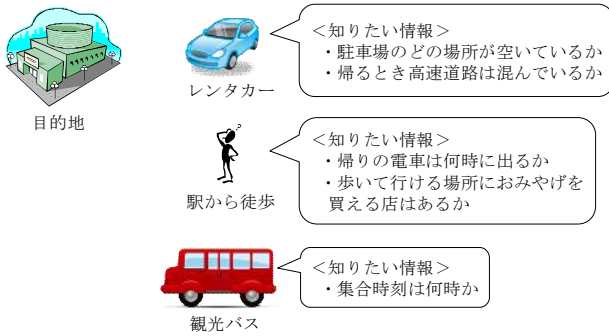 目的地
レンタカー
＜知りたい情報＞
・駐車場のどの場所が空いているか
・帰るとき高速道路は混んでいるか
駅から徒歩
＜知りたい情報＞
・帰りの電車は何時に出るか
・歩いて行ける場所におみやげを
買える店はあるか
観光バス
＜知りたい情報＞
・集合時刻は何時か